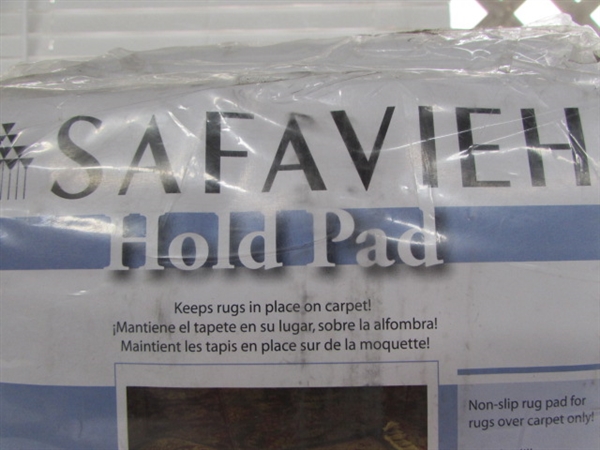 SAFAVIEH
Hold Pad
Keeps rugs in place on carpet!
¡Mantiene el tapete en su lugar, sobre la alfombra!
Maintient les tapis en place sur de la moquette!
Non-slip rug pad for
rugs over carpet only!